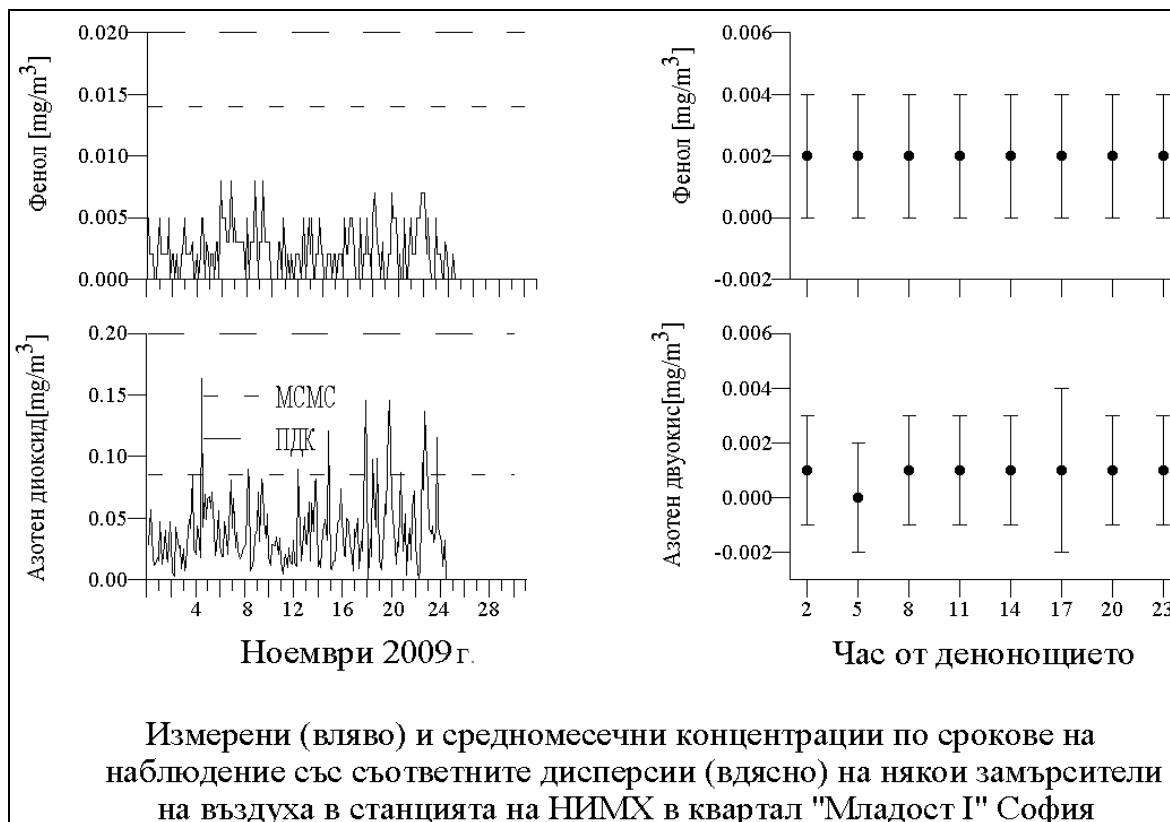 0.020
0.015
0.010
0.005
0.000
Фенол [mg/m³]
0.006
0.004
0.002
0.000
-0.002
Фенол [mg/m³]
0.20
0.15
0.10
0.05
0.00
Азотен диоксид[mg/m³]
МСМС
ПДК
4 8 12 16 20 24 28
Ноември 2009 г.
0.006
0.004
0.002
0.000
-0.002
Азотен двуокис [mg/m³]
2 5 8 11 14 17 20 23
Час от денонощието
Измерени (вляво) и средномесечни концентрации по срокове на
наблюдение със съответните дисперсии (вдясно) на някои замърсители
на въздуха в станцията на НИМХ в квартал "Младост I" София